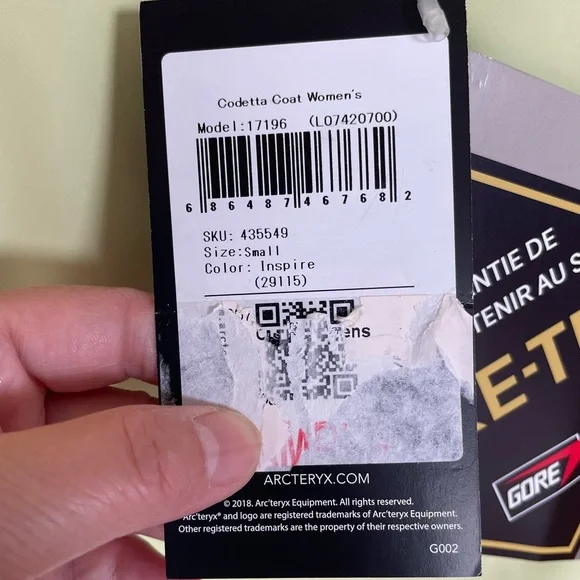 Codetta Coat Women's
Model:17196 (L07420700)
6 86487 46768 2
SKU: 435549
Size:Small
Color: Inspire
(29115)
ARCTERYX.COM
© 2018. Arc'teryx Equipment. All rights reserved.
Arc'teryx® and logo are registered trademarks of Arc'teryx Equipment.
Other registered trademarks are the property of their respective owners.
G002
NTIE DE
TENIR AU S
E-TE
GORE